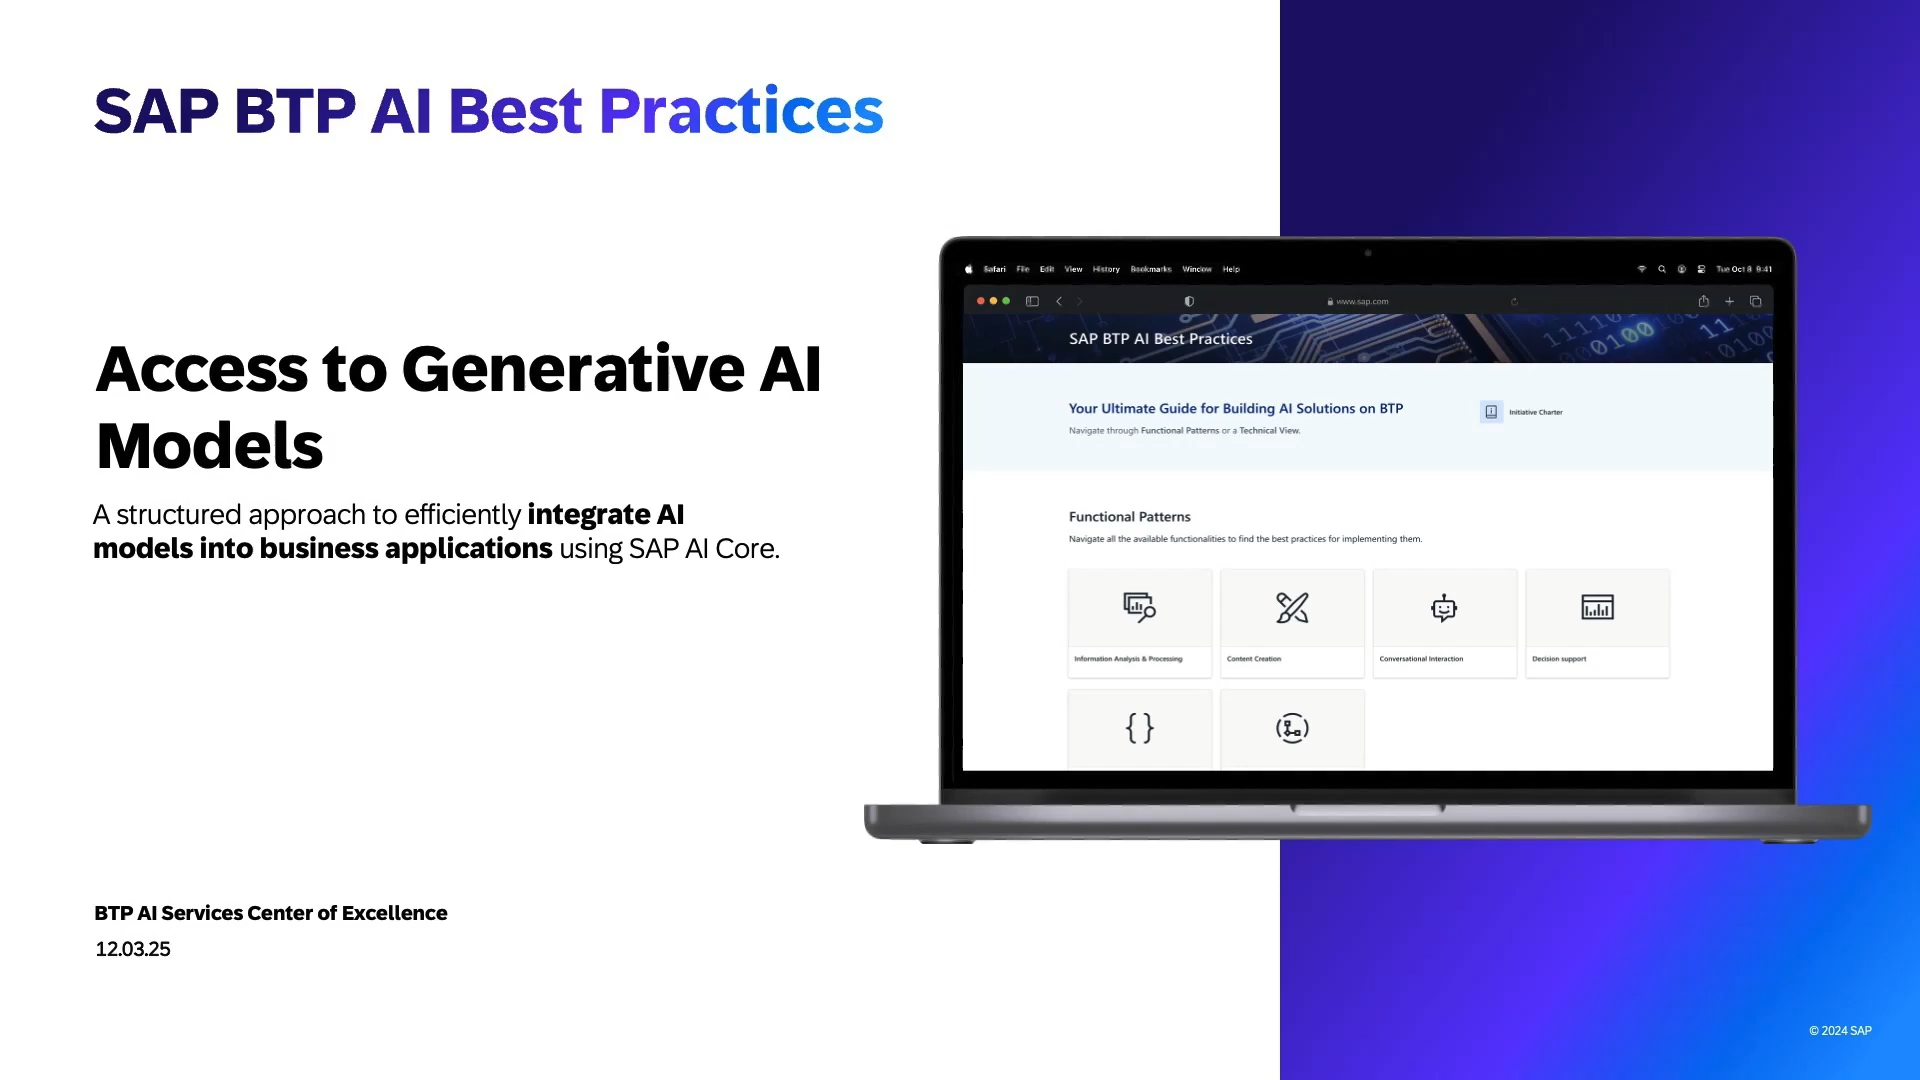 SAP BTP AI Best Practices
Access to Generative AI
Models
A structured approach to efficiently integrate AI
models into business applications using SAP AI Core.
BTP AI Services Center of Excellence
12.03.25
Safari File Edit View History Bookmarks Window Help
Tue Oct 8 9:41
www.sap.com
SAP BTP AI Best Practices
Your Ultimate Guide for Building AI Solutions on BTP
Navigate through Functional Patterns or a Technical View.
Initiative Charter
Functional Patterns
Navigate all the available functionalities to find the best practices for implementing them.
Information Analysis & Processing
Content Creation
Conversational Interaction
Decision support
© 2024 SAP